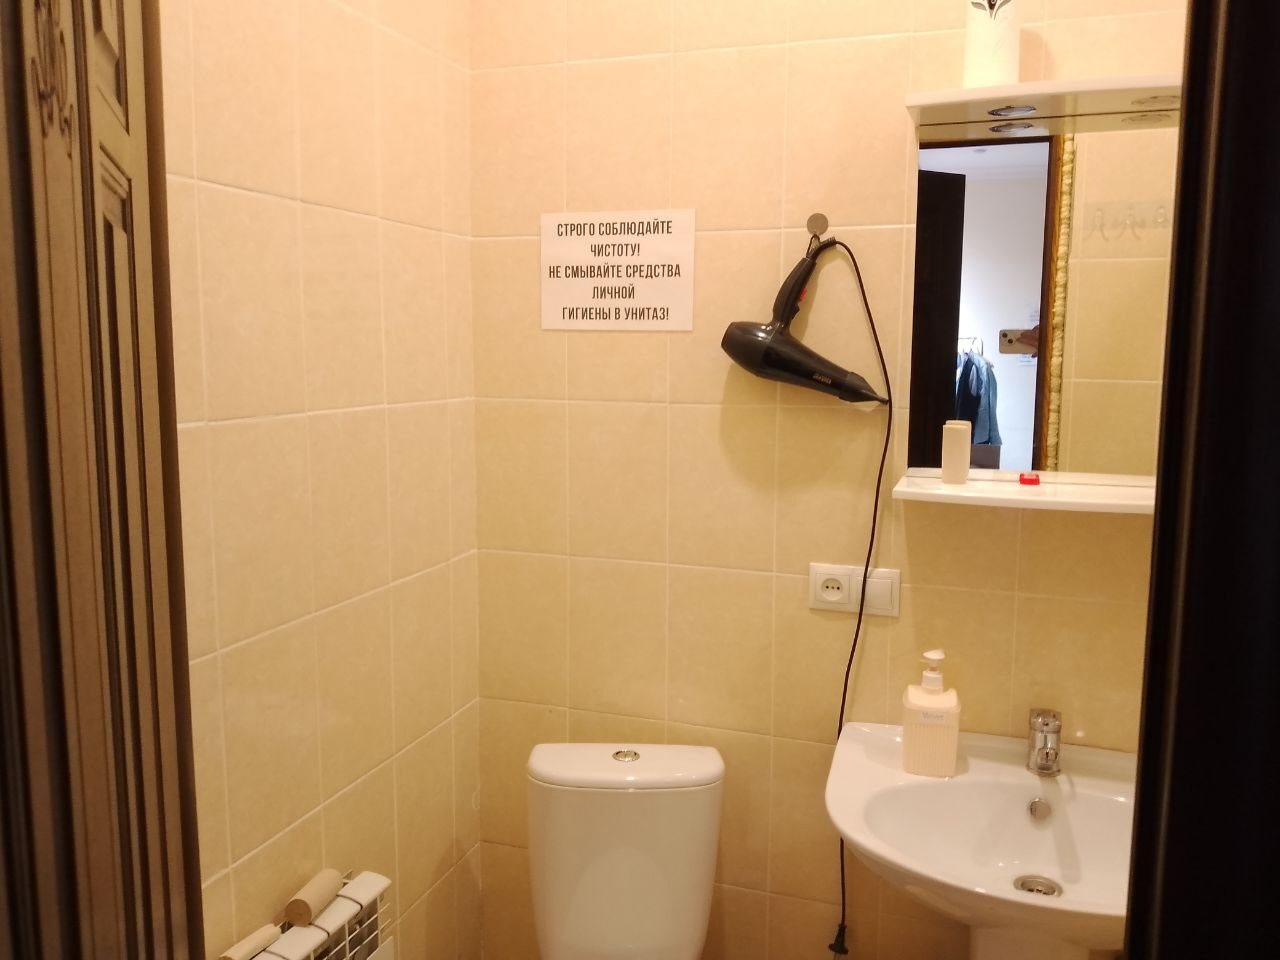 СТРОГО СОБЛЮДАЙТЕ
ЧИСТОТУ!
НЕ СМЫВАЙТЕ СРЕДСТВА
ЛИЧНОЙ
ГИГИЕНЫ В УНИТАЗ!